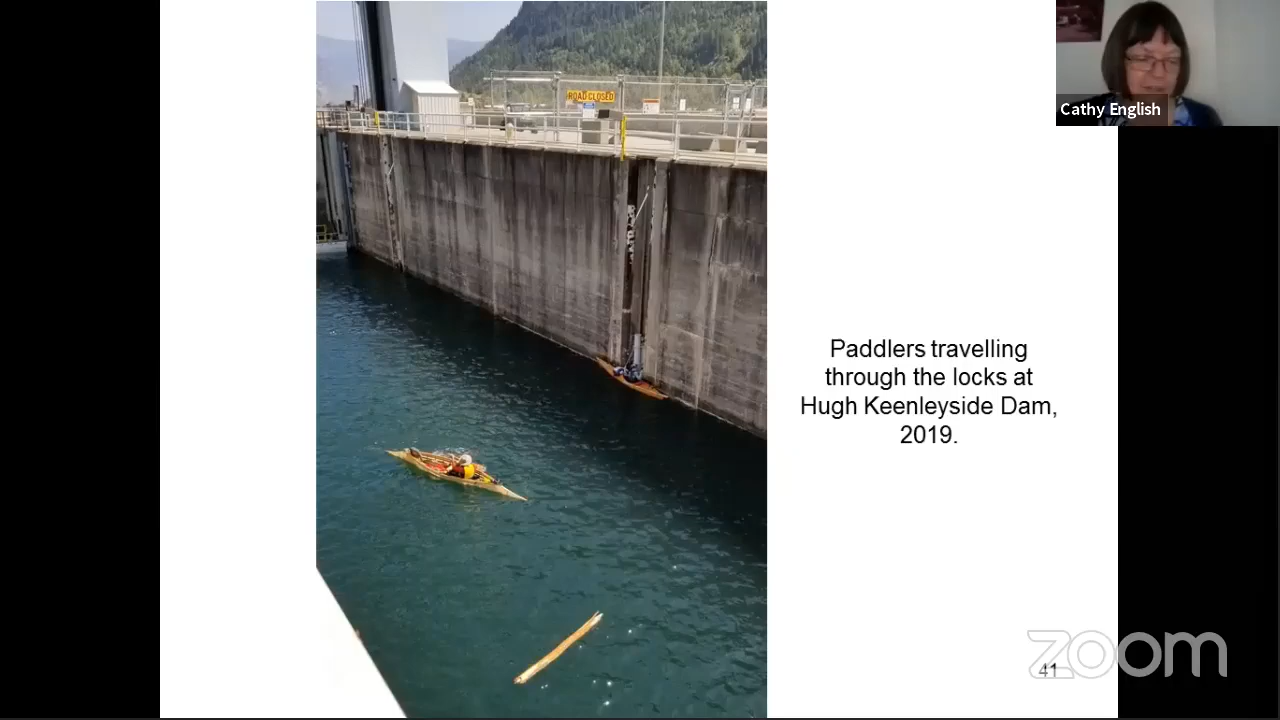 ROAD CLOSED
Cathy English
Paddlers travelling
through the locks at
Hugh Keenleyside Dam,
2019.
41
zoom